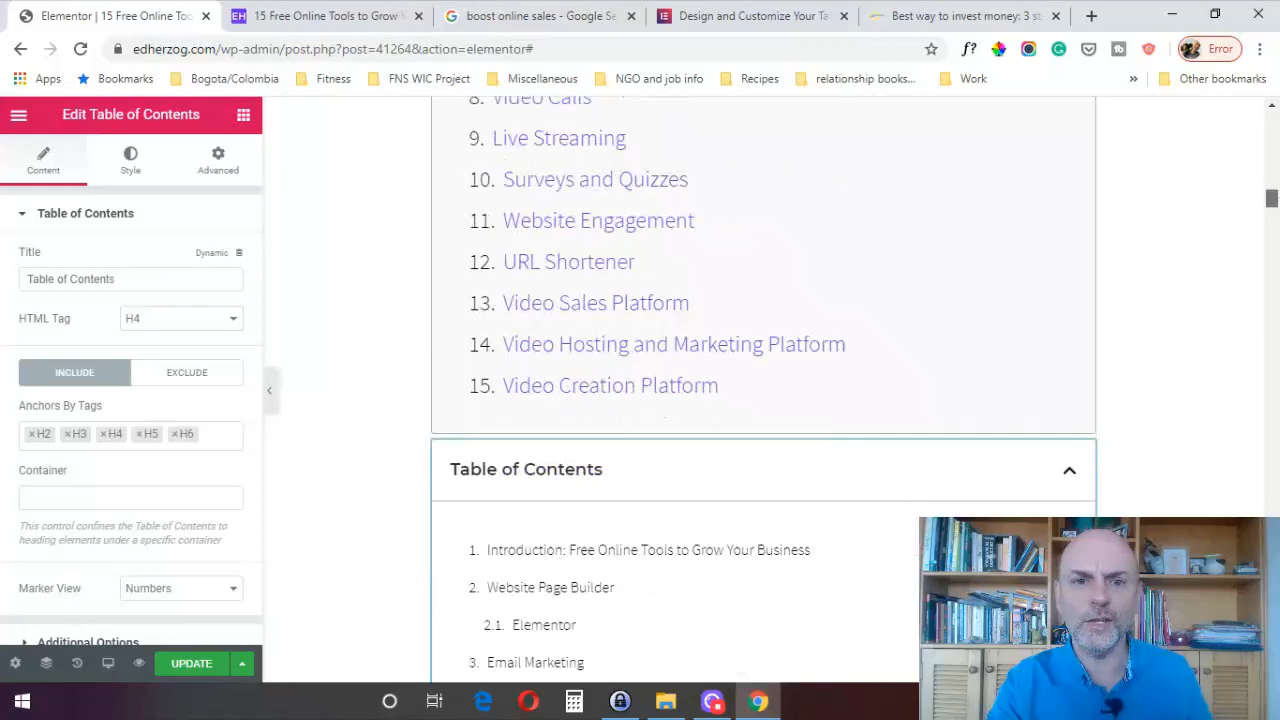 Elementor | 15 Free Online Too
15 Free Online Tools to Grow Y
boost online sales - Google Se
Design and Customize Your Ta
Best way to invest money: 3 s
edherzog.com/wp-admin/post.php?post=41264&action=elementor#
f?
Error
Apps
Bookmarks
Bogota/Colombia
Fitness
FNS WIC Project
Miscellaneous
NGO and job info
Recipes
relationship books...
Work
»
Other bookmarks
Edit Table of Contents
Content
Style
Advanced
Table of Contents
Title
Dynamic
Table of Contents
HTML Tag
H4
INCLUDE
EXCLUDE
Anchors By Tags
×H2 ×H3 ×H4 ×H5 ×H6
Container
This control confines the Table of Contents to
heading elements under a specific container
Marker View
Numbers
Additional Options
UPDATE
8. Video Calls
9. Live Streaming
10. Surveys and Quizzes
11. Website Engagement
12. URL Shortener
13. Video Sales Platform
14. Video Hosting and Marketing Platform
15. Video Creation Platform
Table of Contents
1. Introduction: Free Online Tools to Grow Your Business
2. Website Page Builder
2.1. Elementor
3. Email Marketing